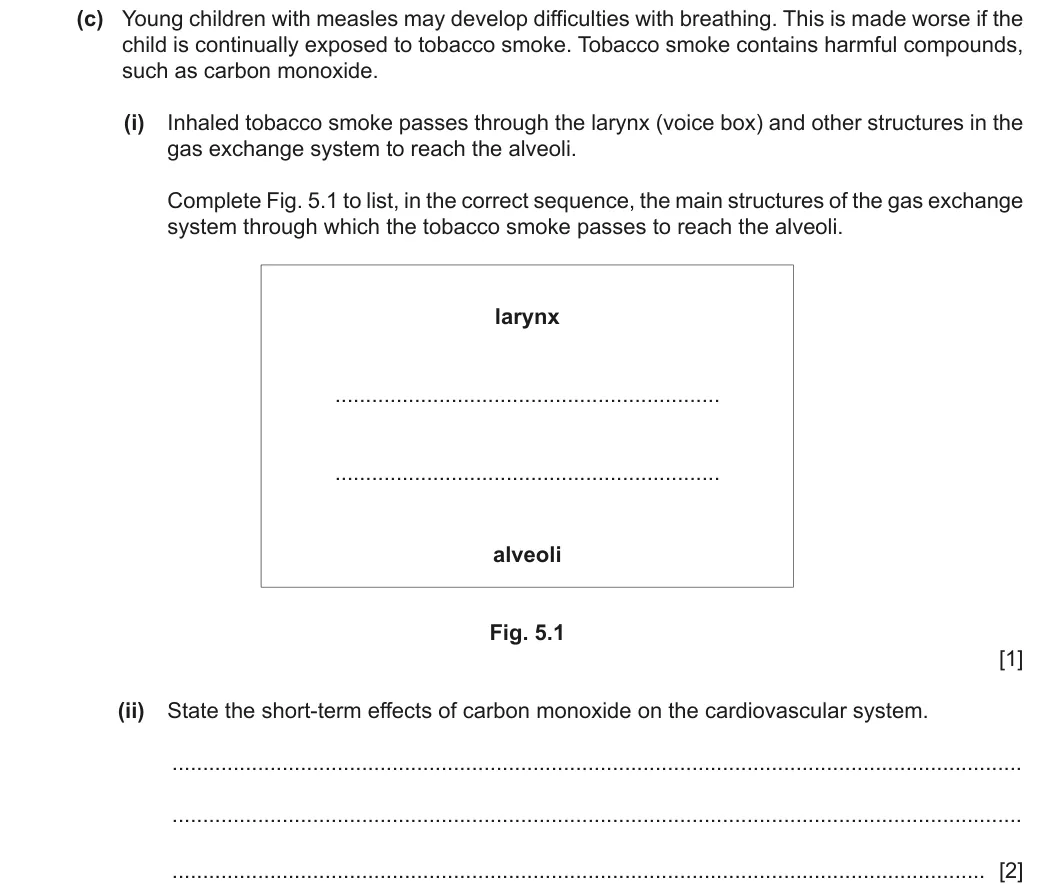 (c) Young children with measles may develop difficulties with breathing. This is made worse if the
child is continually exposed to tobacco smoke. Tobacco smoke contains harmful compounds,
such as carbon monoxide.
(i) Inhaled tobacco smoke passes through the larynx (voice box) and other structures in the
gas exchange system to reach the alveoli.
Complete Fig. 5.1 to list, in the correct sequence, the main structures of the gas exchange
system through which the tobacco smoke passes to reach the alveoli.
larynx
................................................................
................................................................
alveoli
Fig. 5.1
[1]
(ii) State the short-term effects of carbon monoxide on the cardiovascular system.
..........................................................................................................................................
..........................................................................................................................................
.................................................................................................................................... [2]